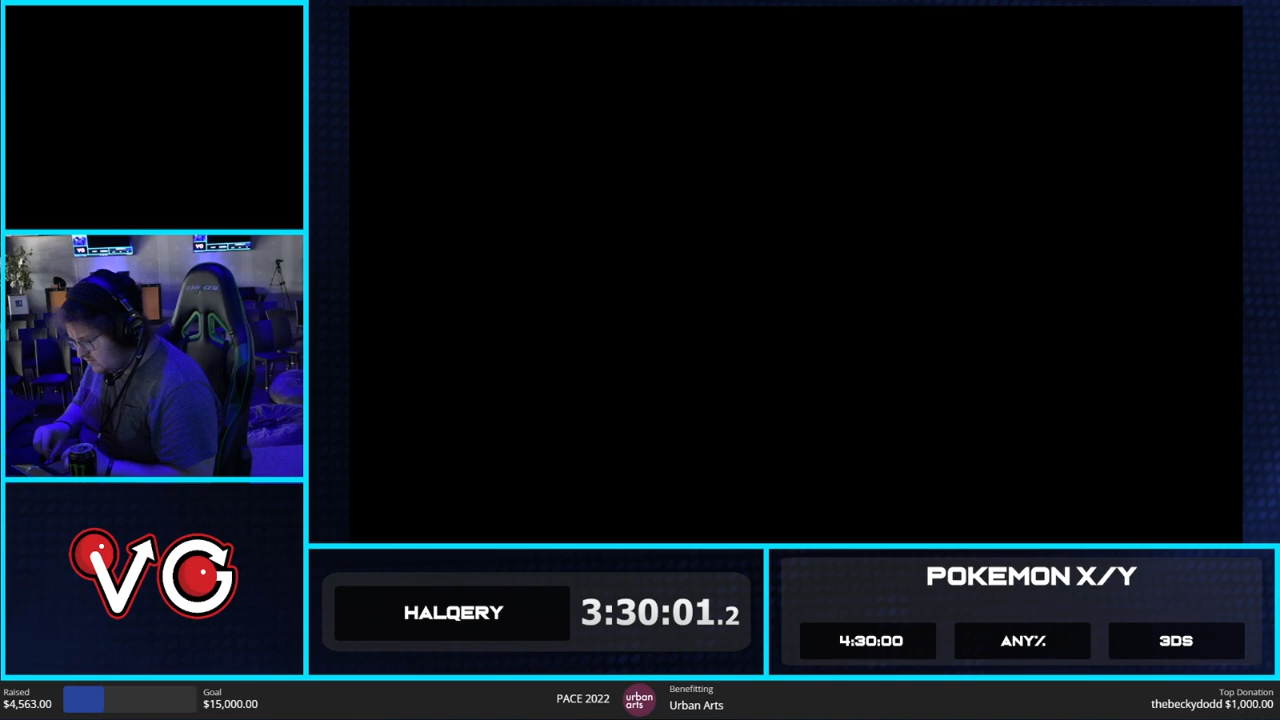 VG
HALQERY
3:30:01.2
POKEMON X/Y
4:30:00
ANY%
3DS
Raised
$4,563.00
Goal
$15,000.00
PACE 2022
urban
arts
Benefitting
Urban Arts
Top Donation
thebeckydodd $1,000.00